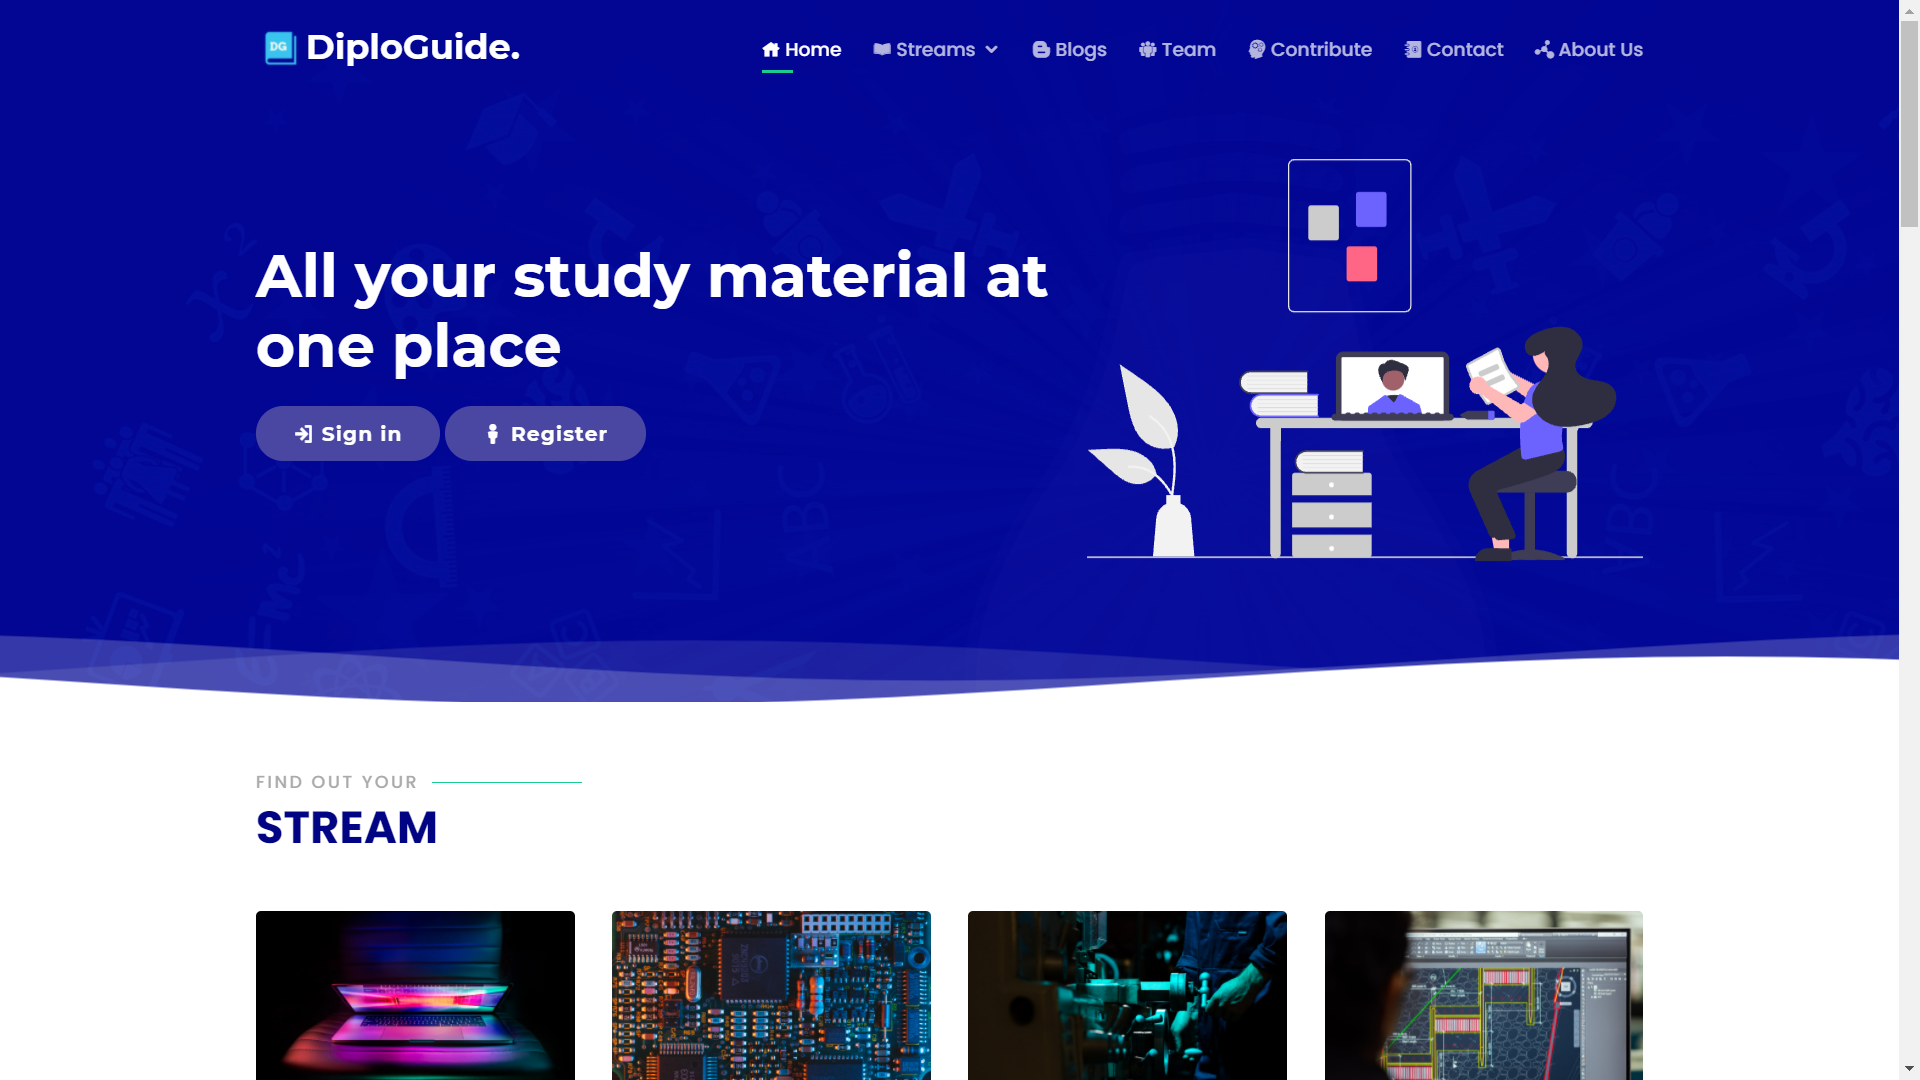 DG DiploGuide.
Home Streams Blogs Team Contribute Contact About Us
All your study material at
one place
Sign in Register
FIND OUT YOUR
STREAM